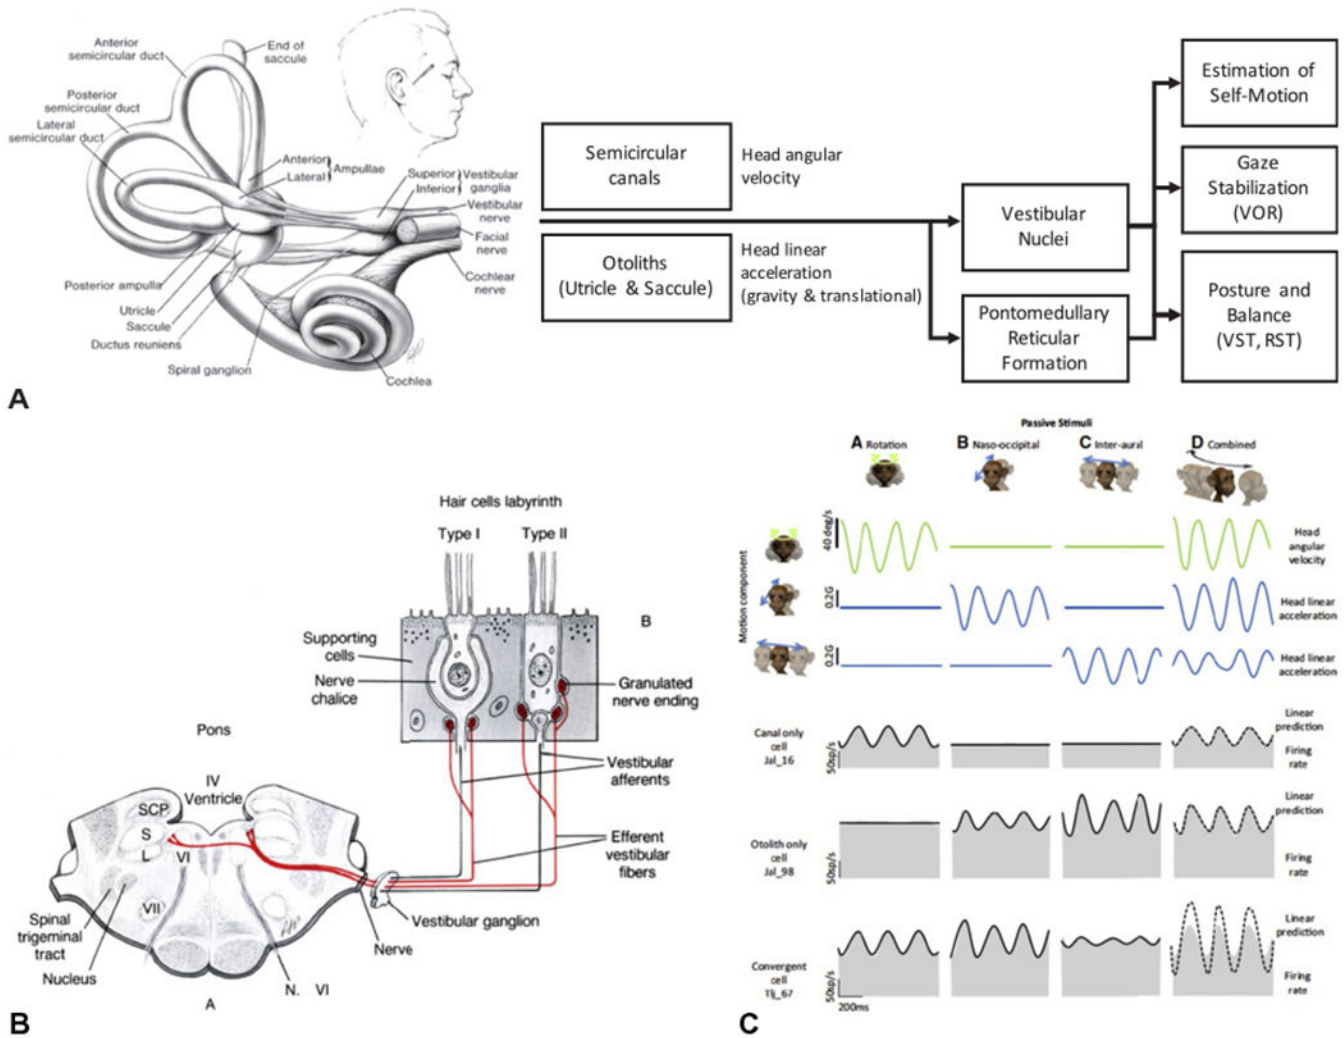 Anterior
semicircular duct
End of
saccule
Posterior
semicircular duct
Lateral
semicircular duct
Anterior
Lateral
Ampullae
Superior
Inferior
Vestibular
ganglia
Vestibular
nerve
Facial
nerve
Cochlear
nerve
Posterior ampulla
Utricle
Saccule
Ductus reuniens
Spiral ganglion
Cochlea
A
Semicircular
canals
Head angular
velocity
Otoliths
(Utricle & Saccule)
Head linear
acceleration
(gravity & translational)
Vestibular
Nuclei
Pontomedullary
Reticular
Formation
Estimation of
Self-Motion
Gaze
Stabilization
(VOR)
Posture and
Balance
(VST, RST)
Hair cells labyrinth
Type I
Type II
B
Supporting
cells
Nerve
chalice
Granulated
nerve ending
Pons
IV
Ventricle
SCP
S
L
VI
VII
Vestibular
afferents
Efferent
vestibular
fibers
Vestibular ganglion
Nerve
Spinal
trigeminal
tract
Nucleus
N. VI
A
B
Passive Stimuli
A Rotation
B Naso-occipital
C Inter-aural
D Combined
Motion component
40 deg/s
Head
angular
velocity
0.2G
Head linear
acceleration
0.2G
Head linear
acceleration
Canal only
cell
Jal_16
50sp/s
Linear
prediction
Firing
rate
Otolith only
cell
Jal_98
50sp/s
Linear
prediction
Firing
rate
Convergent
cell
Tij_67
50sp/s
Linear
prediction
Firing
rate
200ms
C